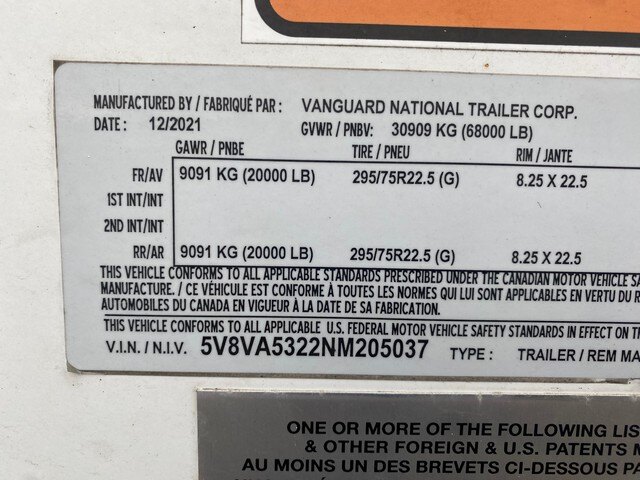 MANUFACTURED BY / FABRIQUÉ PAR : VANGUARD NATIONAL TRAILER CORP.
DATE : 12/2021 GVWR / PNBV: 30909 KG (68000 LB)
GAWR / PNBE TIRE / PNEU RIM / JANTE
FR/AV 9091 KG (20000 LB) 295/75R22.5 (G) 8.25 X 22.5
1ST INT/INT
2ND INT/INT
RR/AR 9091 KG (20000 LB) 295/75R22.5 (G) 8.25 X 22.5
THIS VEHICLE CONFORMS TO ALL APPLICABLE STANDARDS PRESCRIBED UNDER THE CANADIAN MOTOR VEHICLE
MANUFACTURE. / CE VÉHICULE EST CONFORME À TOUTES LES NORMES QUI LUI SONT APPLICABLES EN VERTU DU
AUTOMOBILES DU CANADA EN VIGUEUR À LA DATE DE SA FABRICATION.
THIS VEHICLE CONFORMS TO ALL APPLICABLE U.S. FEDERAL MOTOR VEHICLE SAFETY STANDARDS IN EFFECT ON
V.I.N. / N.I.V. 5V8VA5322NM205037 TYPE : TRAILER / REM
ONE OR MORE OF THE FOLLOWING
& OTHER FOREIGN & U.S. PATENTS
AU MOINS UN DES BREVETS CI-DESSOUS